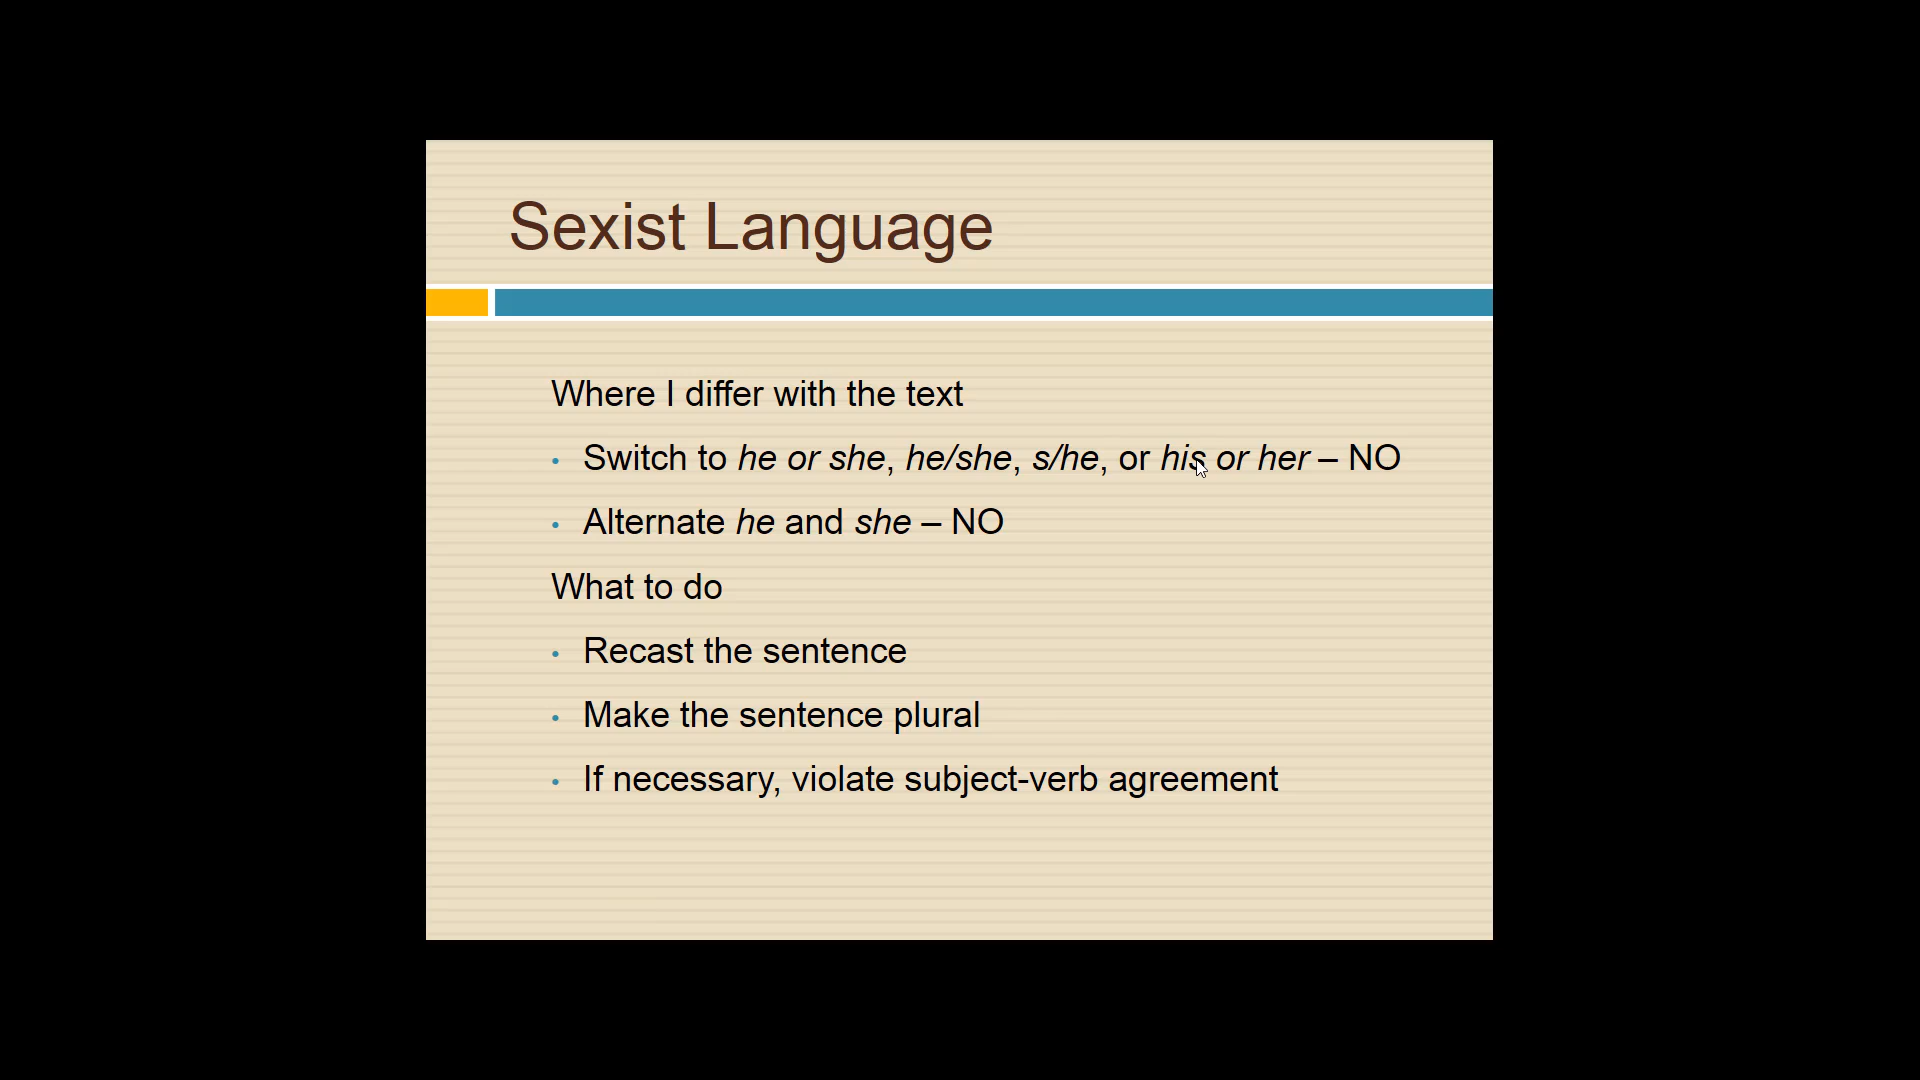 Sexist Language
Where I differ with the text
• Switch to he or she, he/she, s/he, or his or her – NO
• Alternate he and she – NO
What to do
• Recast the sentence
• Make the sentence plural
• If necessary, violate subject-verb agreement